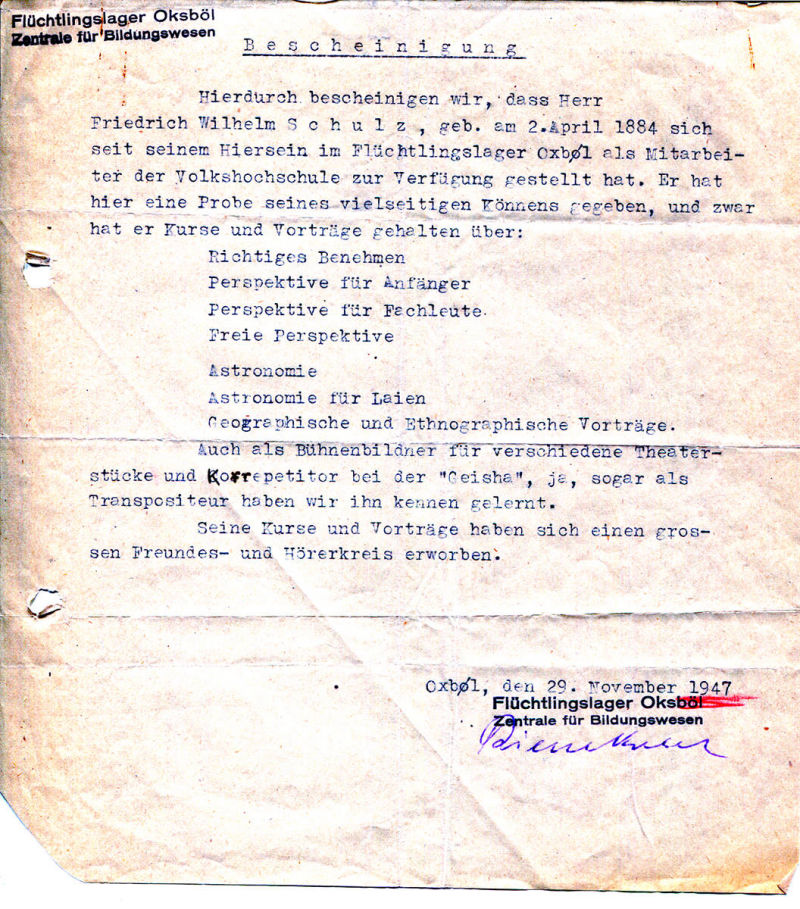 Flüchtlingslager Oksböl
Zentrale für Bildungswesen
B e s c h e i n i g u n g
Hierdurch bescheinigen wir, dass Herr
Friedrich Wilhelm S c h u l z , geb. am 2.April 1884 sich
seit seinem Hiersein im Flüchtlingslager Oxbøl als Mitarbei-
ter der Volkshochschule zur Verfügung gestellt hat. Er hat
hier eine Probe seines vielseitigen Könnens gegeben, und zwar
hat er Kurse und Vorträge gehalten über:
Richtiges Benehmen
Perspektive für Anfänger
Perspektive für Fachleute.
Freie Perspektive
Astronomie
Astronomie für Laien
Geographische und Ethnographische Vorträge.
Auch als Bühnenbildner für verschiedene Theater-
stücke und Korrepetitor bei der "Geisha", ja, sogar als
Transpositeur haben wir ihn kennen gelernt.
Seine Kurse und Vorträge haben sich einen gros-
sen Freundes- und Hörerkreis erworben.
Oxbøl, den 29. November 1947
Flüchtlingslager Oksböl
Zentrale für Bildungswesen